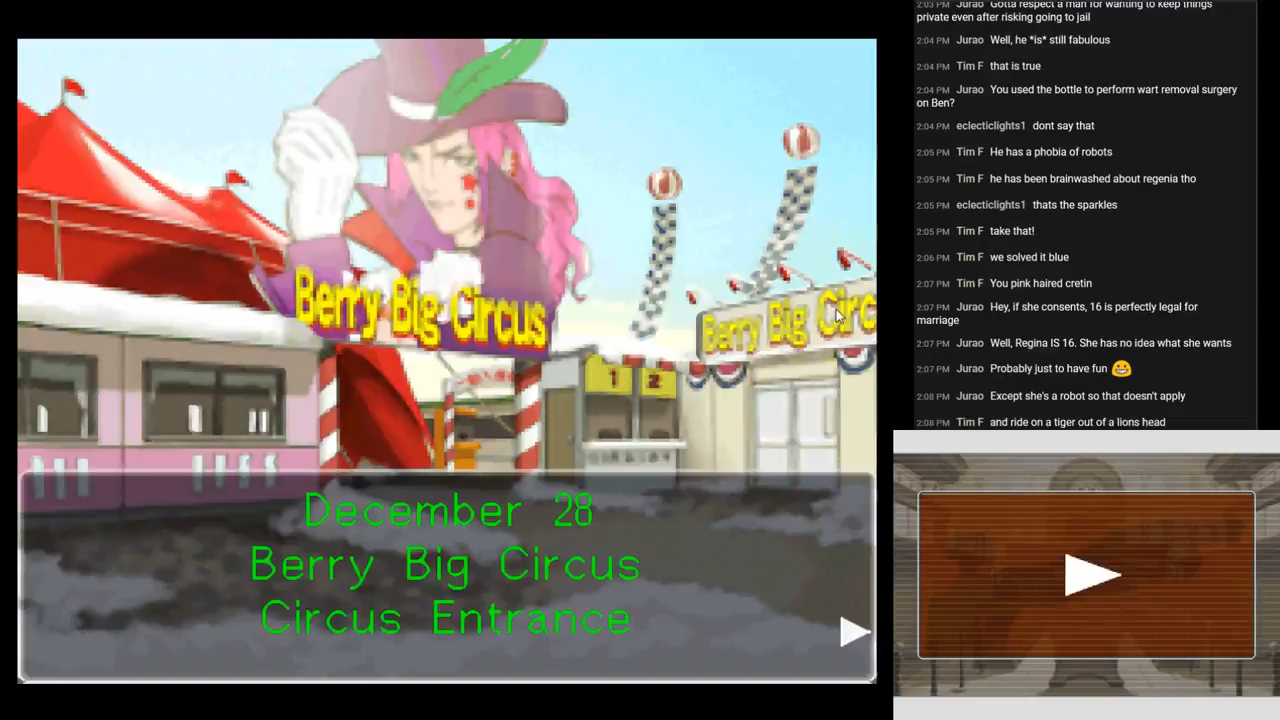 Berry Big Circus
Berry Big Circ
1 2
December 28
Berry Big Circus
Circus Entrance
2:03 PM Jurao Gotta respect a man for wanting to keep things
private even after risking going to jail
2:04 PM Jurao Well, he *is* still fabulous
2:04 PM Tim F that is true
2:04 PM Jurao You used the bottle to perform wart removal surgery
on Ben?
2:04 PM eclecticlights1 dont say that
2:05 PM Tim F He has a phobia of robots
2:05 PM Tim F he has been brainwashed about regenia tho
2:05 PM eclecticlights1 thats the sparkles
2:05 PM Tim F take that!
2:06 PM Tim F we solved it blue
2:07 PM Tim F You pink haired cretin
2:07 PM Jurao Hey, if she consents, 16 is perfectly legal for
marriage
2:07 PM Jurao Well, Regina IS 16. She has no idea what she wants
2:07 PM Jurao Probably just to have fun 😀
2:08 PM Jurao Except she's a robot so that doesn't apply
2:08 PM Tim F and ride on a tiger out of a lions head